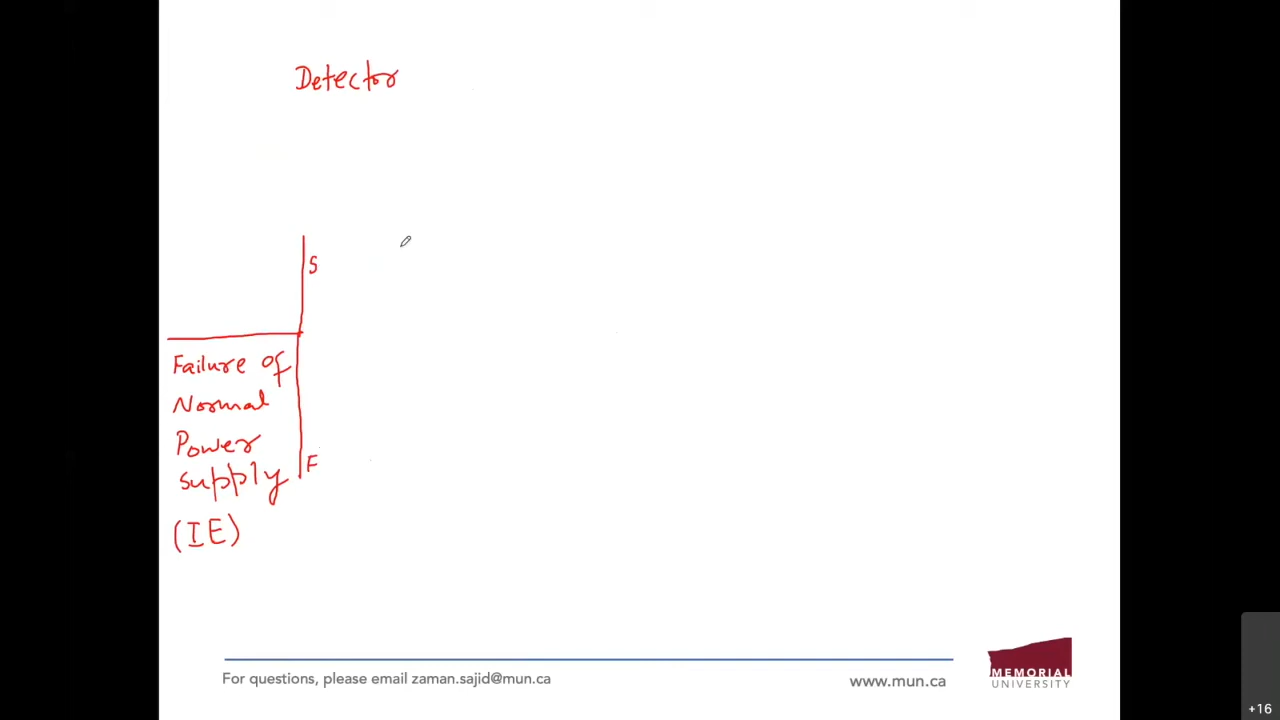 Detector
S
Failure of
Normal
Power
Supply
F
(IE)
For questions, please email zaman.sajid@mun.ca
www.mun.ca
MEMORIAL
UNIVERSITY
+16